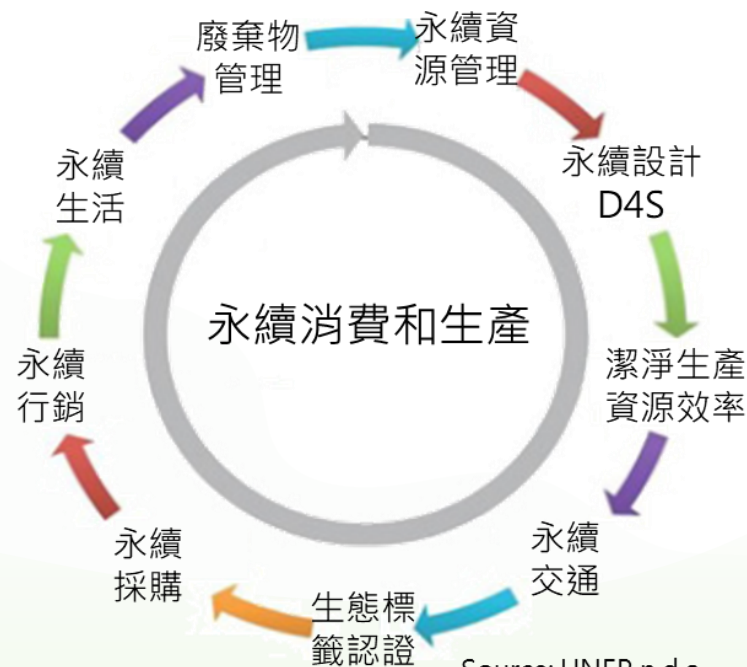 廢棄物
管理
永續資
源管理
永續設計
D4S
潔淨生產
資源效率
永續
交通
生態標
籤認證
永續
採購
永續
行銷
永續
生活
永續消費和生產